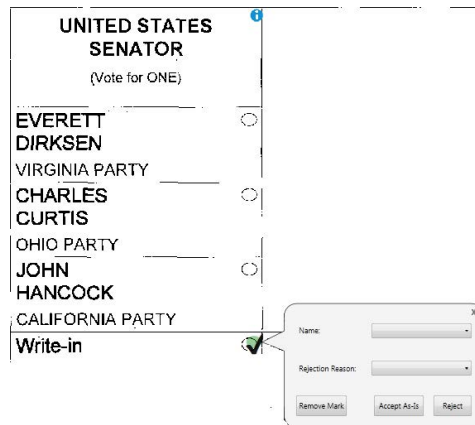 UNITED STATES
SENATOR
(Vote for ONE)
EVERETT
DIRKSEN
VIRGINIA PARTY
CHARLES
CURTIS
OHIO PARTY
JOHN
HANCOCK
CALIFORNIA PARTY
Write-in
x
Name:
Rejection Reason:
Remove Mark Accept As-Is Reject